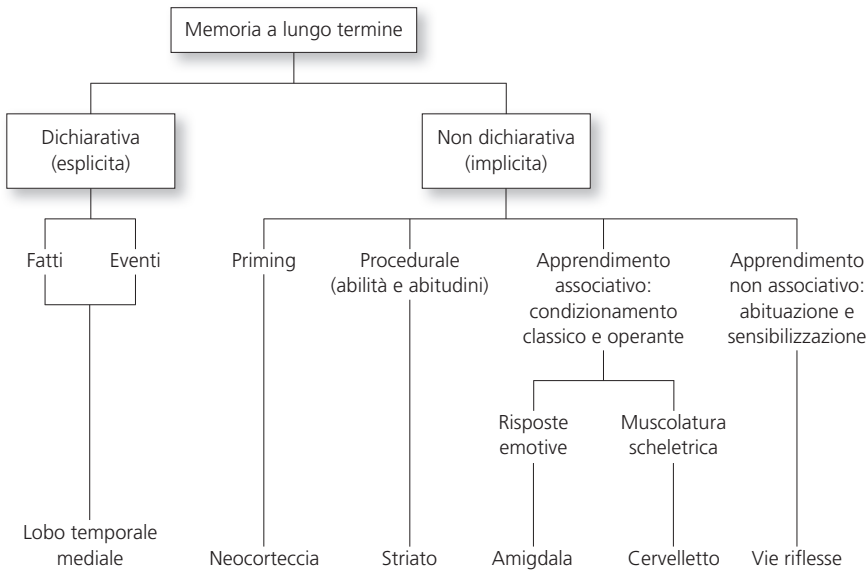 Memoria a lungo termine
Dichiarativa
(esplicita)
Non dichiarativa
(implicita)
Fatti
Eventi
Priming
Procedurale
(abilità e abitudini)
Apprendimento
associativo:
condizionamento
classico e operante
Apprendimento
non associativo:
abituazione e
sensibilizzazione
Risposte
emotive
Muscolatura
scheletrica
Lobo temporale
mediale
Neocorteccia
Striato
Amigdala
Cervelletto
Vie riflesse